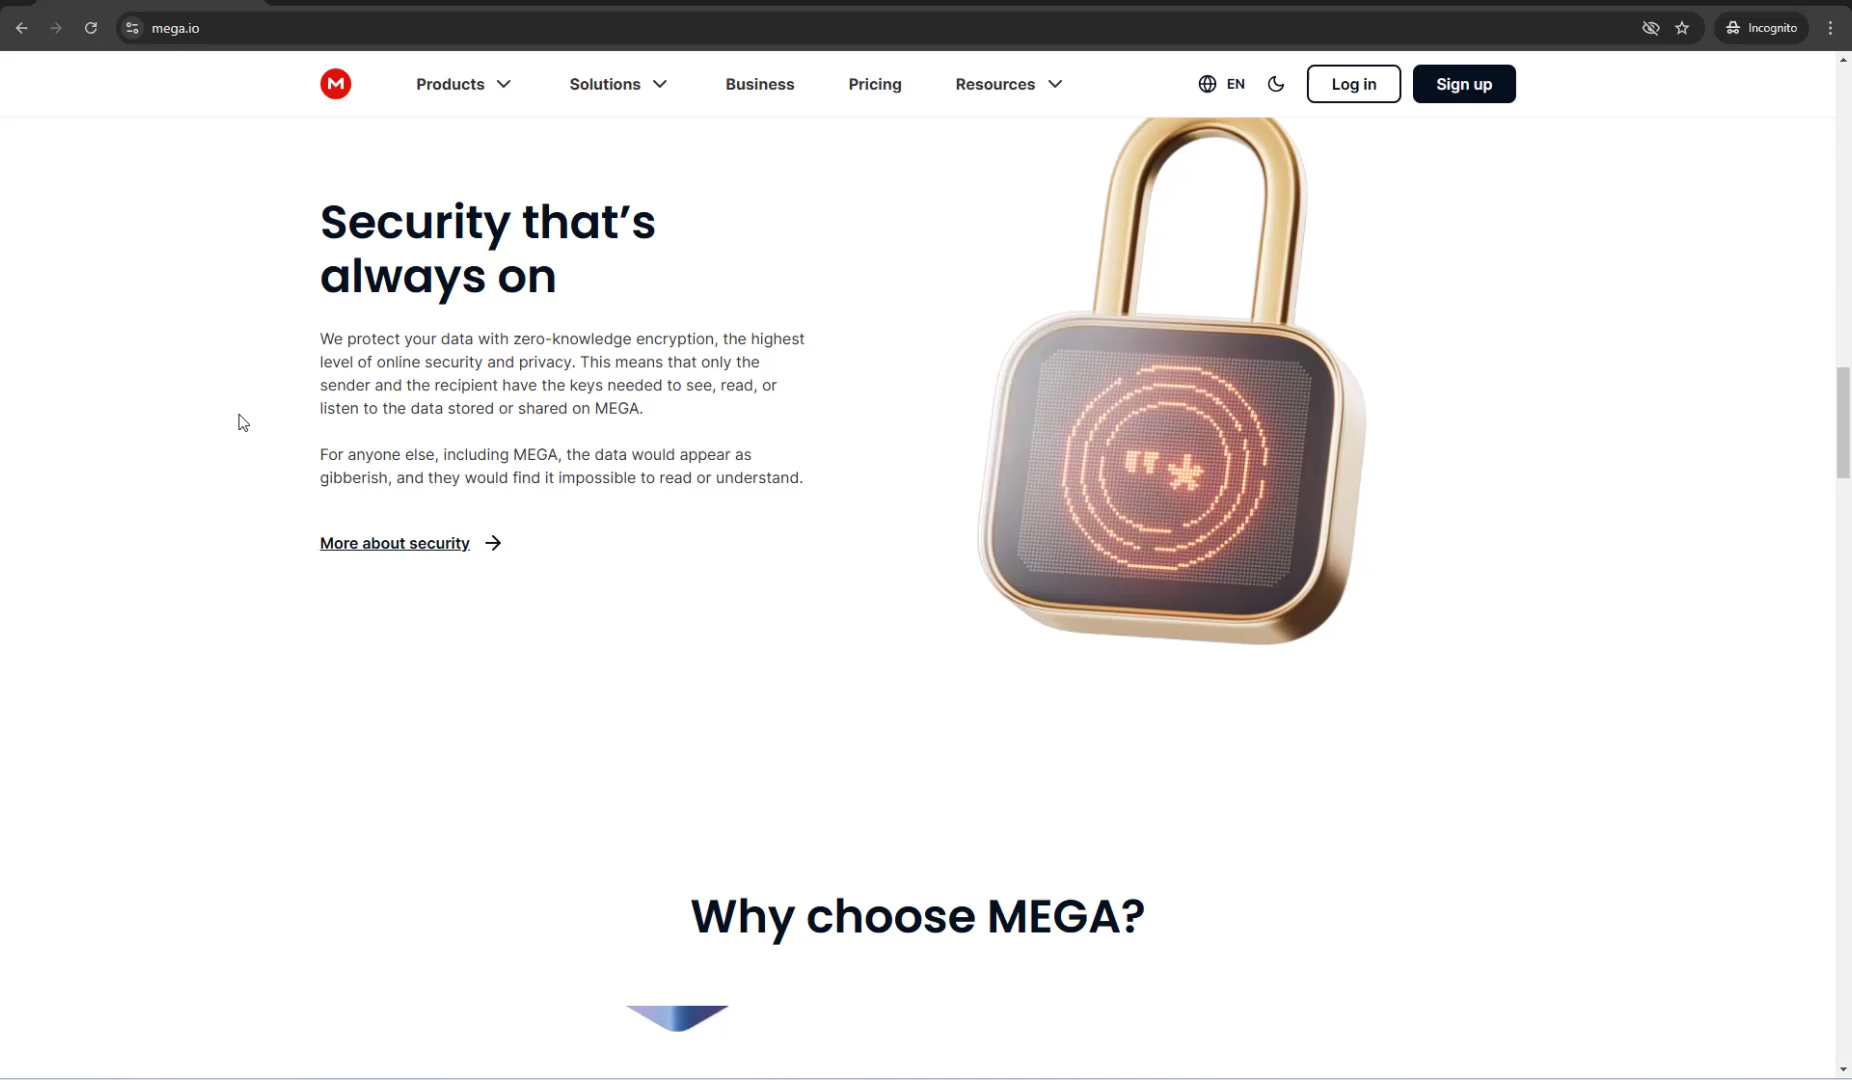 mega.io
Incognito
M
Products
Solutions
Business
Pricing
Resources
EN
Log in
Sign up
Security that’s
always on
We protect your data with zero-knowledge encryption, the highest
level of online security and privacy. This means that only the
sender and the recipient have the keys needed to see, read, or
listen to the data stored or shared on MEGA.
For anyone else, including MEGA, the data would appear as
gibberish, and they would find it impossible to read or understand.
More about security
"*
Why choose MEGA?